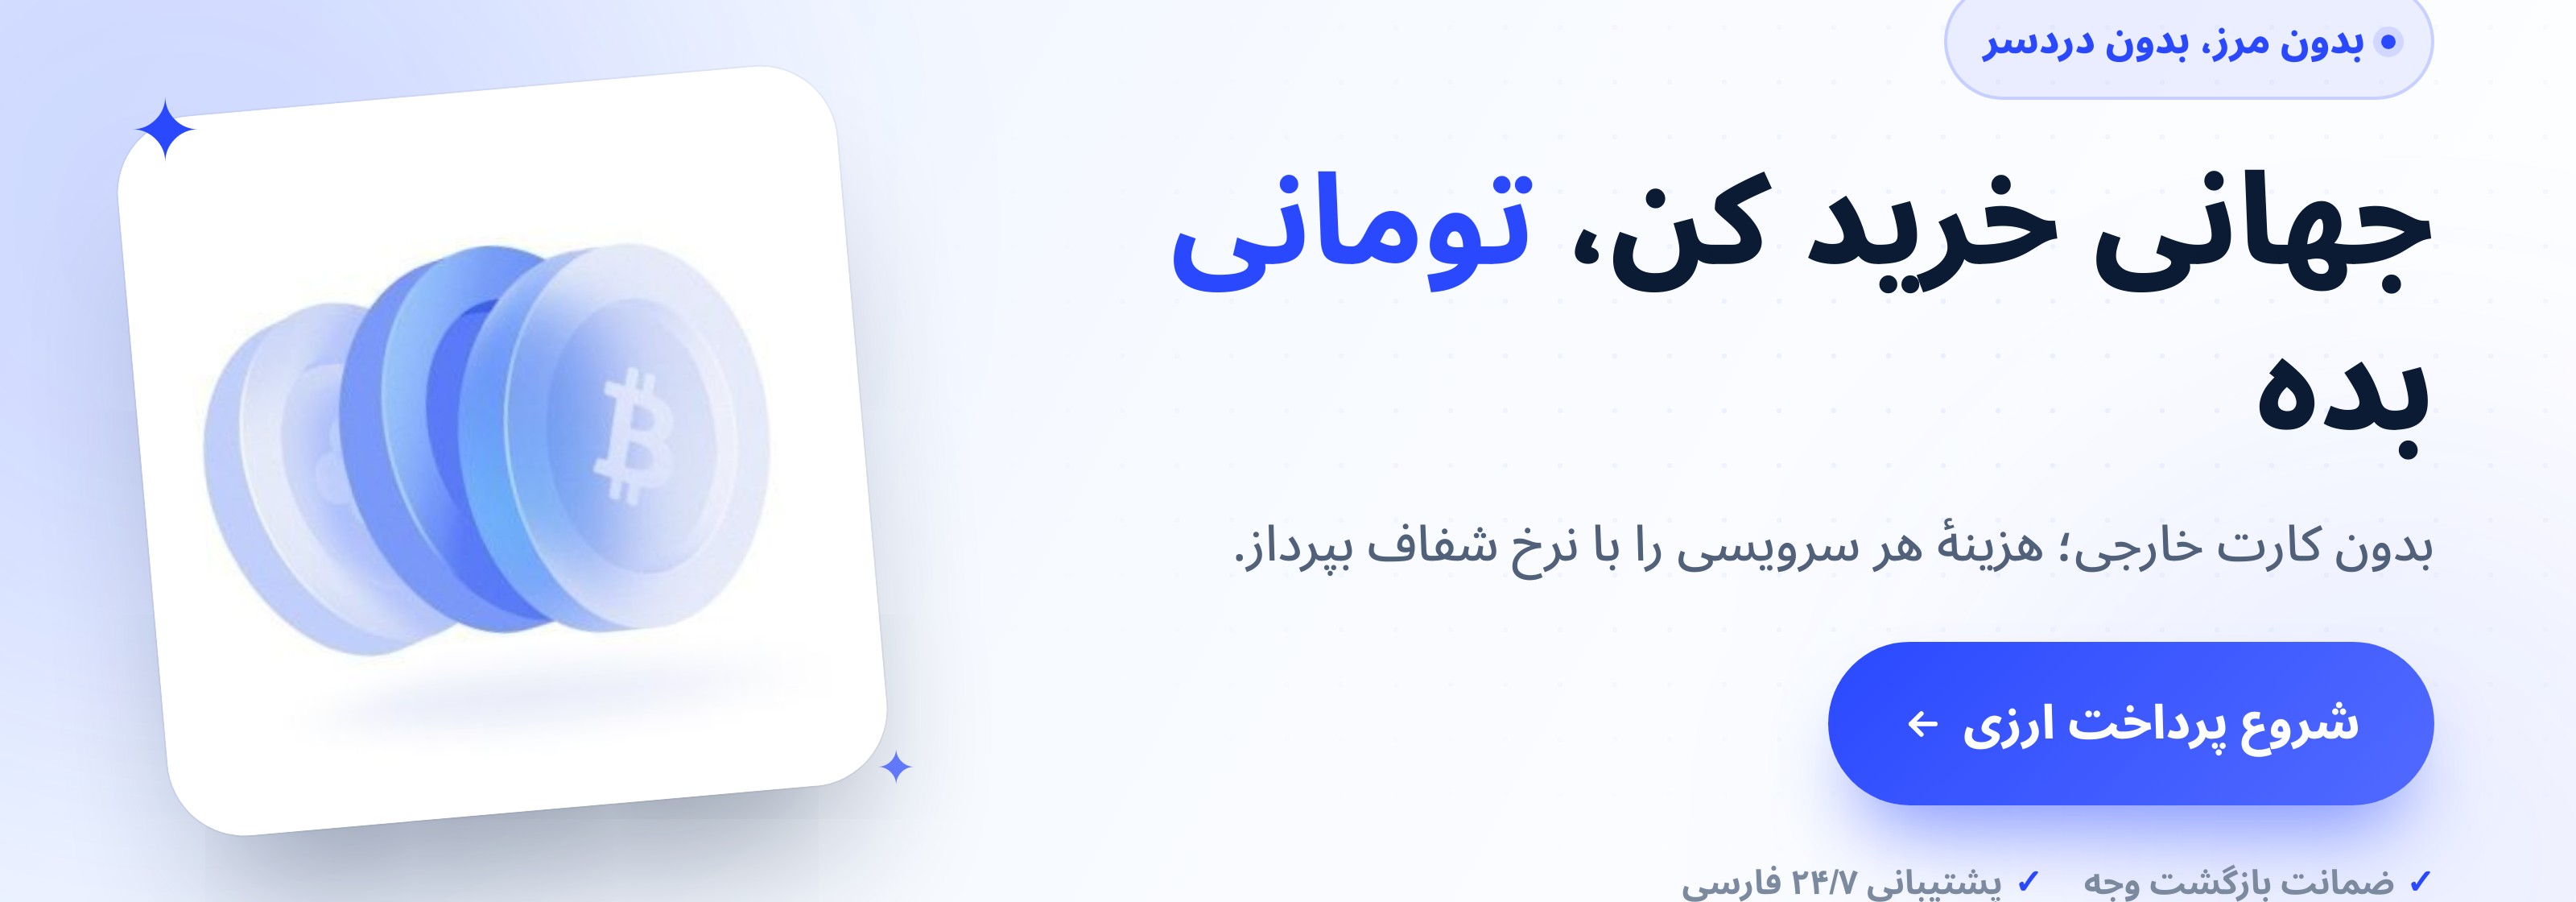 بدون مرز، بدون دردسر
جهانی خرید کن، تومانی
بده
بدون کارت خارجی؛ هزینهٔ هر سرویسی را با نرخ شفاف بپرداز.
شروع پرداخت ارزی ←
✓ ضمانت بازگشت وجه ✓ پشتیبانی ۲۴/۷ فارسی